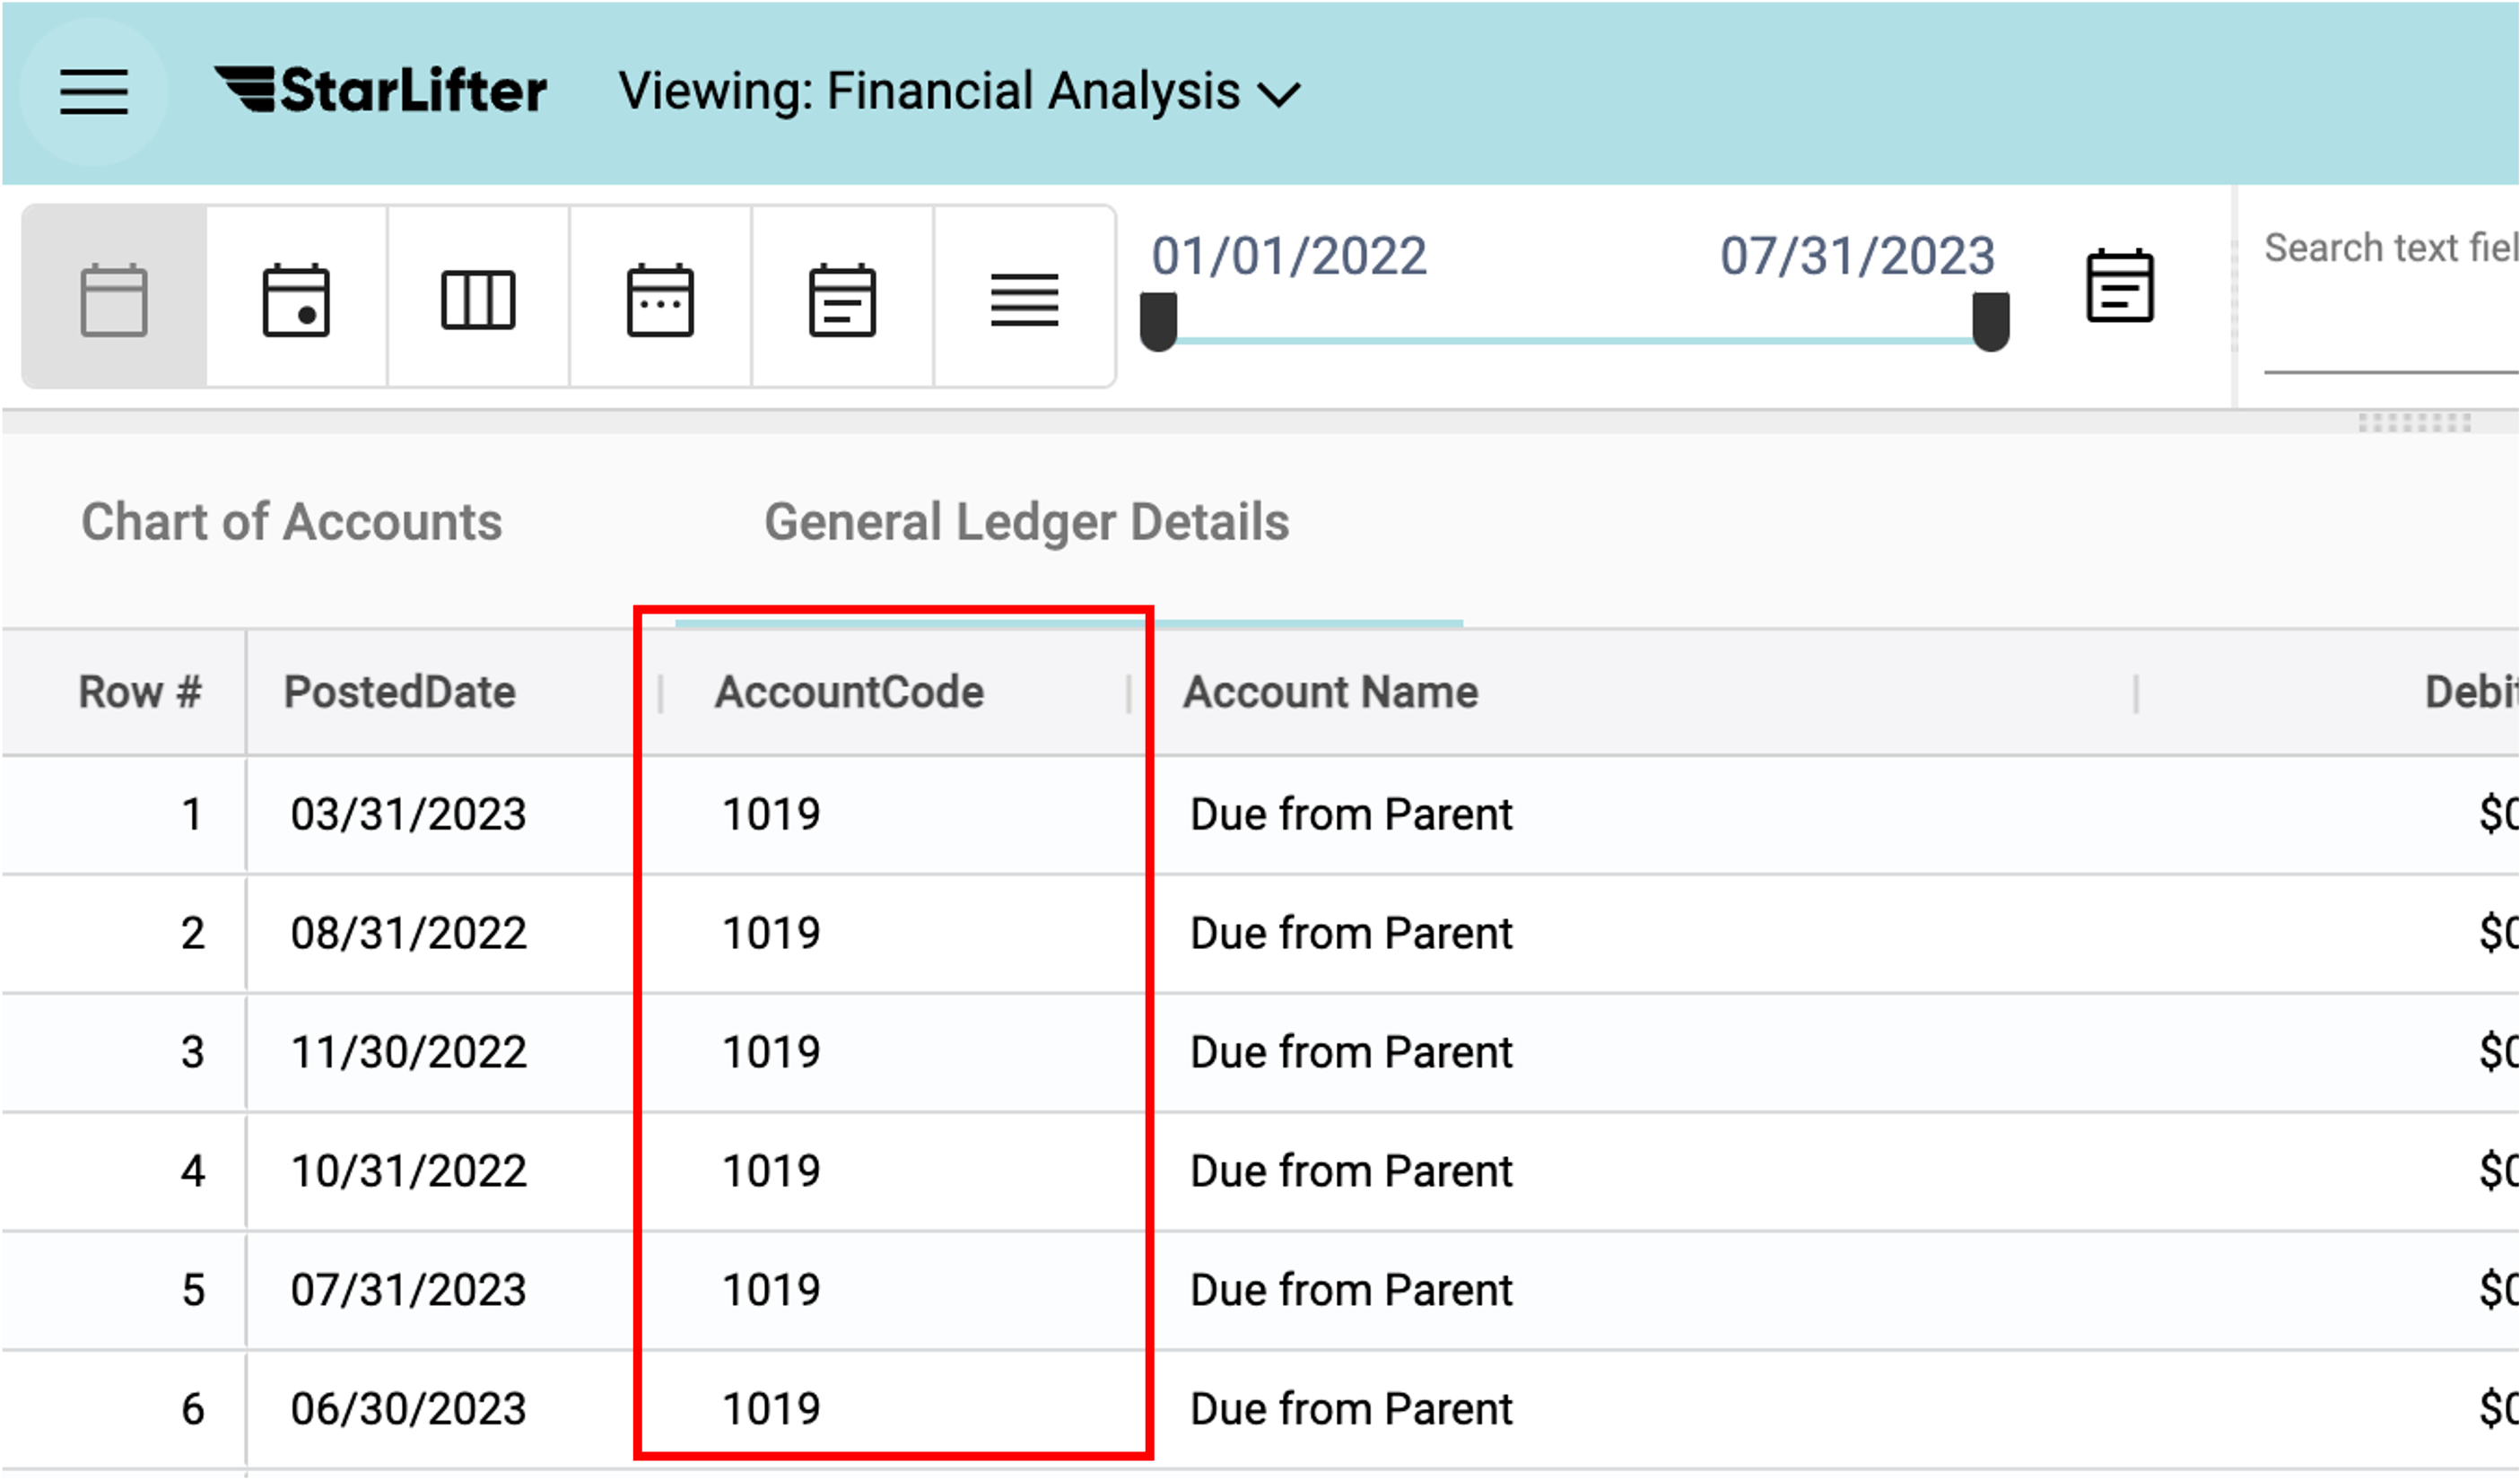 StarLifter Viewing: Financial Analysis
01/01/2022 07/31/2023
Search text fiel
Chart of Accounts General Ledger Details
Row # PostedDate AccountCode Account Name Debit
1 03/31/2023 1019 Due from Parent $0
2 08/31/2022 1019 Due from Parent $0
3 11/30/2022 1019 Due from Parent $0
4 10/31/2022 1019 Due from Parent $0
5 07/31/2023 1019 Due from Parent $0
6 06/30/2023 1019 Due from Parent $0